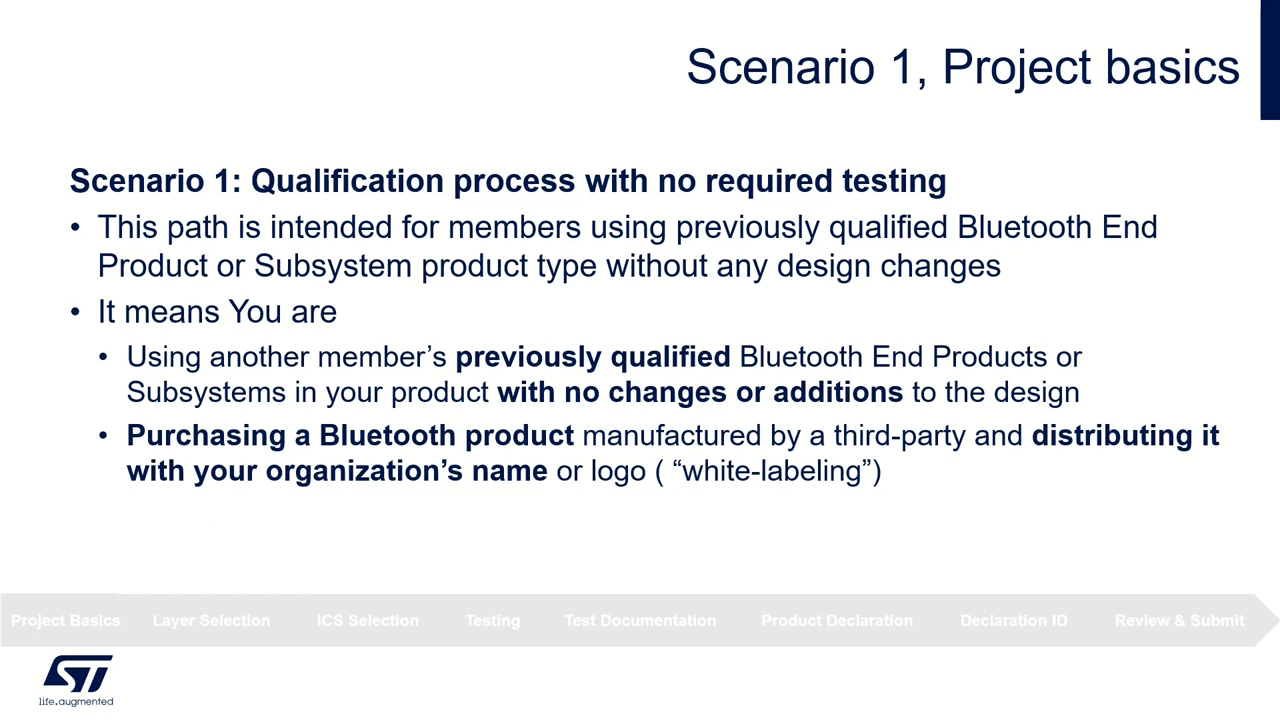 Scenario 1, Project basics
Scenario 1: Qualification process with no required testing
• This path is intended for members using previously qualified Bluetooth End
Product or Subsystem product type without any design changes
• It means You are
• Using another member’s previously qualified Bluetooth End Products or
Subsystems in your product with no changes or additions to the design
• Purchasing a Bluetooth product manufactured by a third-party and distributing it
with your organization’s name or logo ( “white-labeling”)
Project Basics Layer Selection ICS Selection Testing Test Documentation Product Declaration Declaration ID Review & Submit
ST
life.augmented